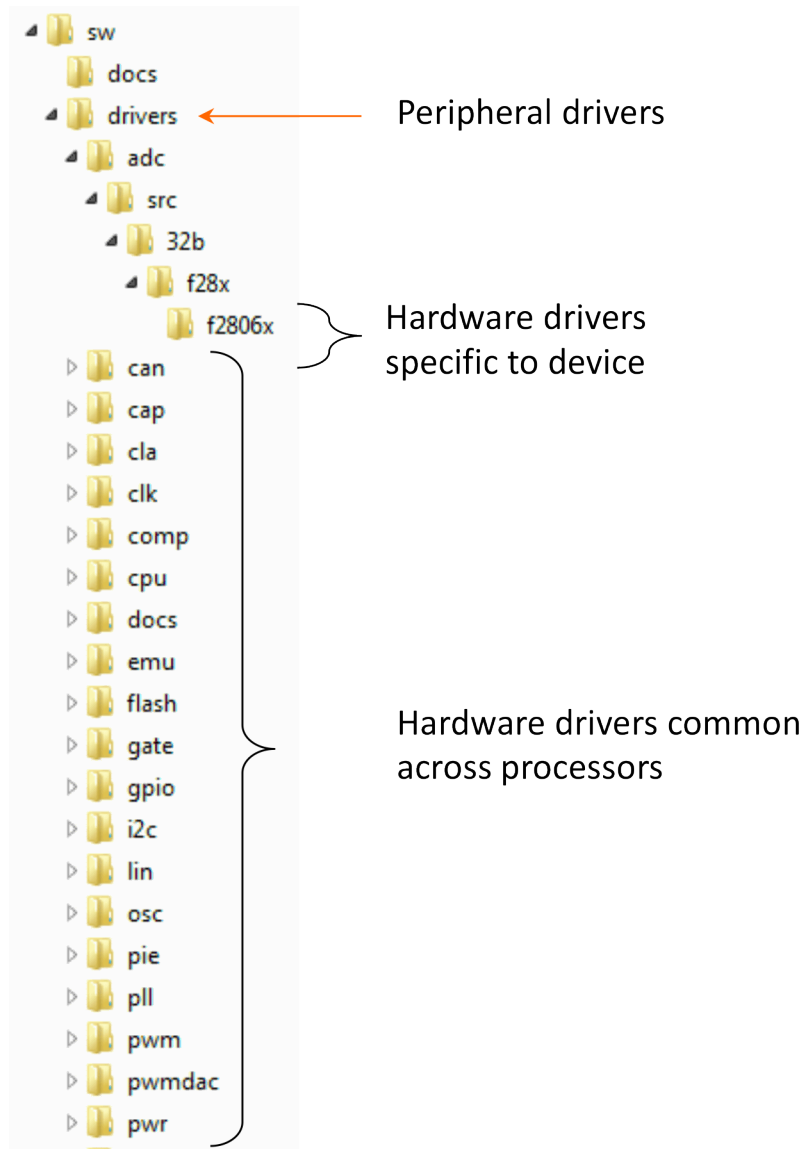 sw
docs
drivers
Peripheral drivers
adc
src
32b
f28x
f2806x
Hardware drivers
specific to device
can
cap
cla
clk
comp
cpu
docs
emu
flash
gate
Hardware drivers common
across processors
gpio
i2c
lin
osc
pie
pll
pwm
pwmdac
pwr